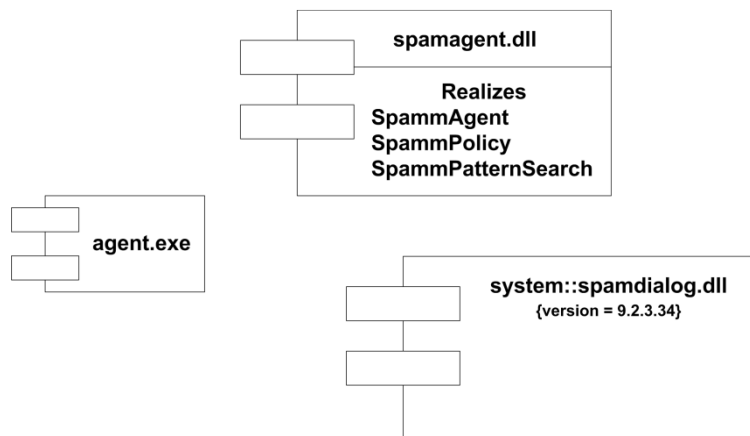 spamagent.dll
Realizes
SpammAgent
SpammPolicy
SpammPatternSearch
agent.exe
system::spamdialog.dll
{version = 9.2.3.34}